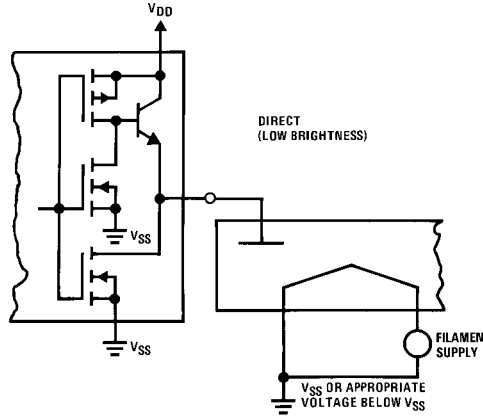 VDD
DIRECT
(LOW BRIGHTNESS)
VSS
VSS
FILAMEN
SUPPLY
VSS OR APPROPRIATE
VOLTAGE BELOW VSS